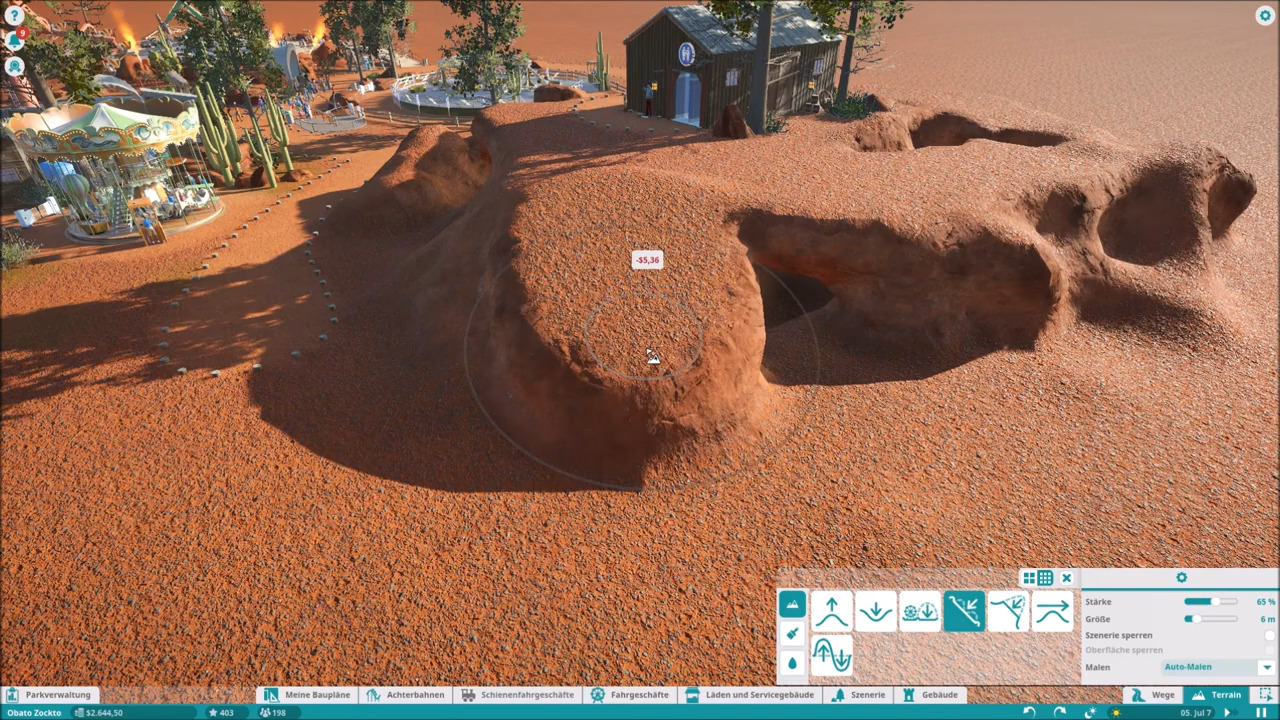 ?
9
-$5,36
Stärke
65 %
Größe
6 m
Szenerie sperren
Oberfläche sperren
Malen
Auto-Malen
Parkverwaltung
Meine Baupläne
Achterbahnen
Schienenfahrgeschäfte
Fahrgeschäfte
Läden und Servicegebäude
Szenerie
Gebäude
Wege
Terrain
Obato Zockto
$2.644,50
403
198
05. Jul 7